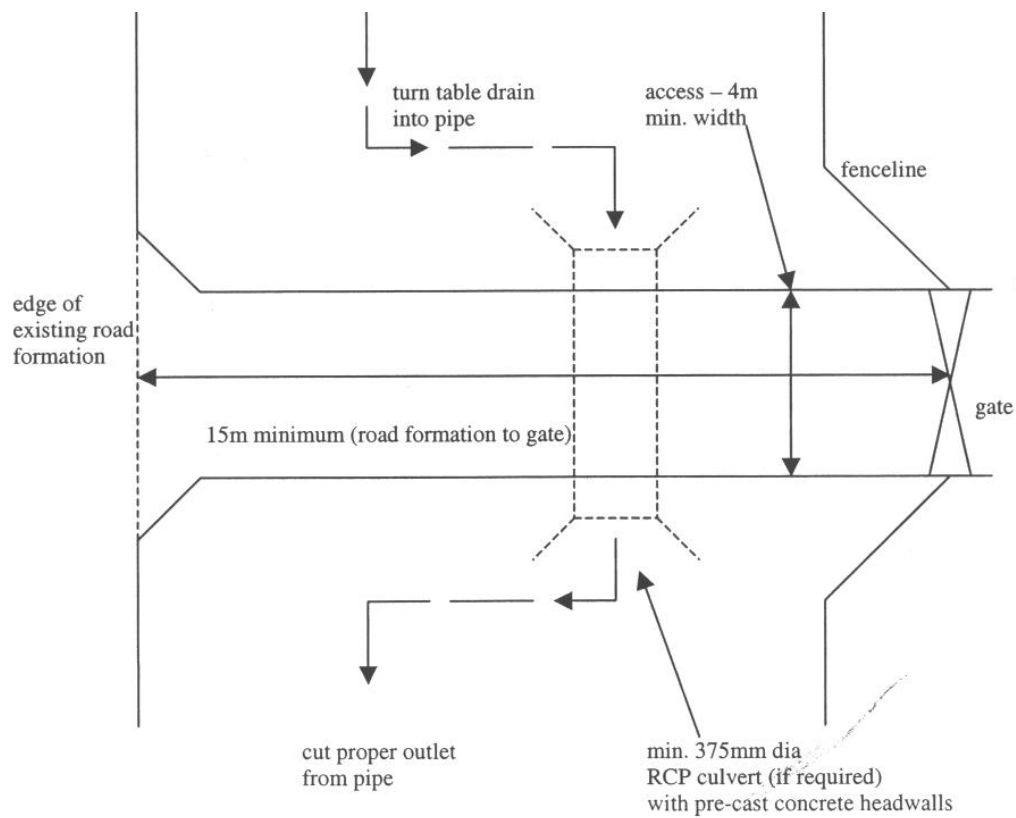 turn table drain
into pipe
access – 4m
min. width
fenceline
edge of
existing road
formation
15m minimum (road formation to gate)
gate
cut proper outlet
from pipe
min. 375mm dia
RCP culvert (if required)
with pre-cast concrete headwalls